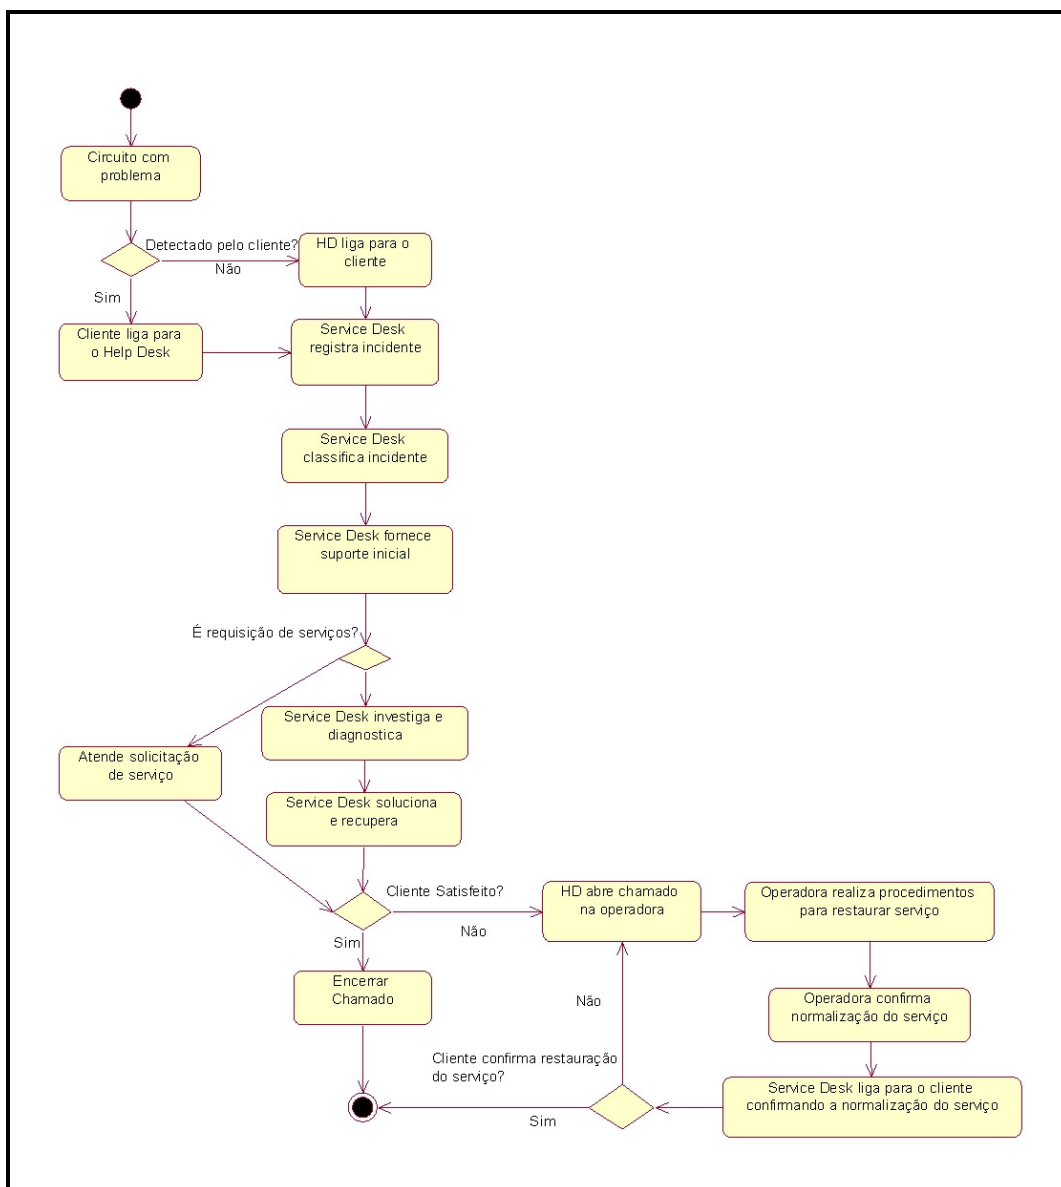 Circuito com
problema
Detectado pelo cliente?
Não
HD liga para o
cliente
Sim
Cliente liga para
o Help Desk
Service Desk
registra incidente
Service Desk
classifica incidente
Service Desk fornece
suporte inicial
É requisição de serviços?
Service Desk investiga e
diagnostica
Atende solicitação
de serviço
Service Desk soluciona
e recupera
Cliente Satisfeito?
Não
Sim
HD abre chamado
na operadora
Operadora realiza procedimentos
para restaurar serviço
Encerrar
Chamado
Operadora confirma
normalização do serviço
Não
Cliente confirma restauração
do serviço?
Service Desk liga para o cliente
confirmando a normalização do serviço
Sim